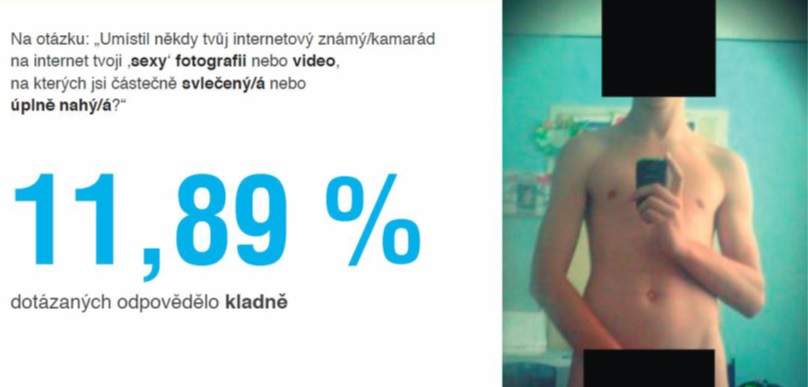 Na otázku: „Umístil někdy tvůj internetový známý/kamarád
na internet tvoji ‚sexy‘ fotografii nebo video,
na kterých jsi částečně svlečený/á nebo
úplně nahý/á?“
11,89 %
dotázaných odpovědělo kladně